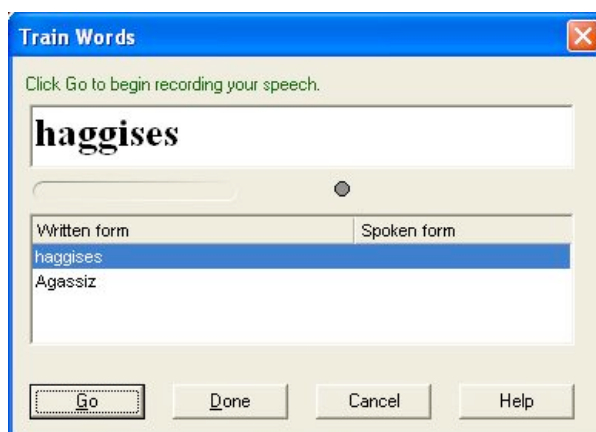 Train Words
Click Go to begin recording your speech.
haggises
Written form Spoken form
haggises
Agassiz
Go Done Cancel Help